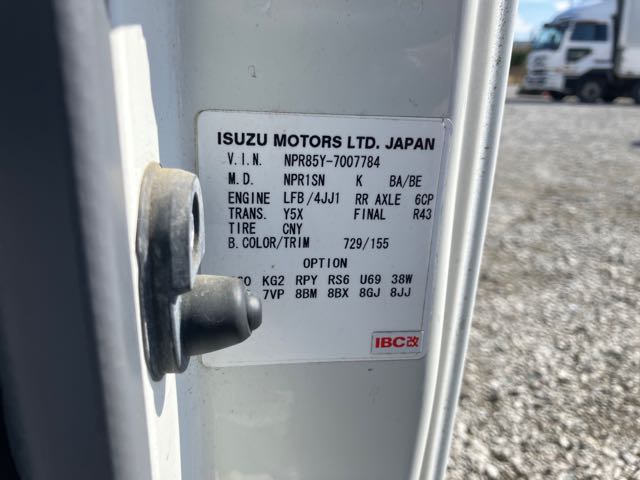 ISUZU MOTORS LTD. JAPAN
V.I.N. NPR85Y-7007784
M.D. NPR1SN K BA/BE
ENGINE LFB/4JJ1 RR AXLE 6CP
TRANS. Y5X FINAL R43
TIRE CNY
B.COLOR/TRIM 729/155
OPTION
KG2 RPY RS6 U69 38W
7VP 8BM 8BX 8GJ 8JJ
IBC改